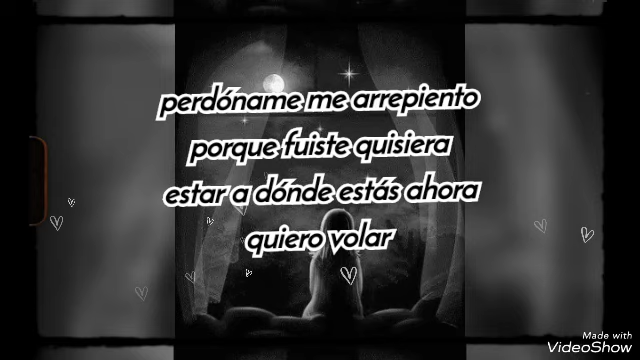 perdóname me arrepiento
porque fuiste quisiera
estar a dónde estás ahora
quiero volar
Made with
VideoShow